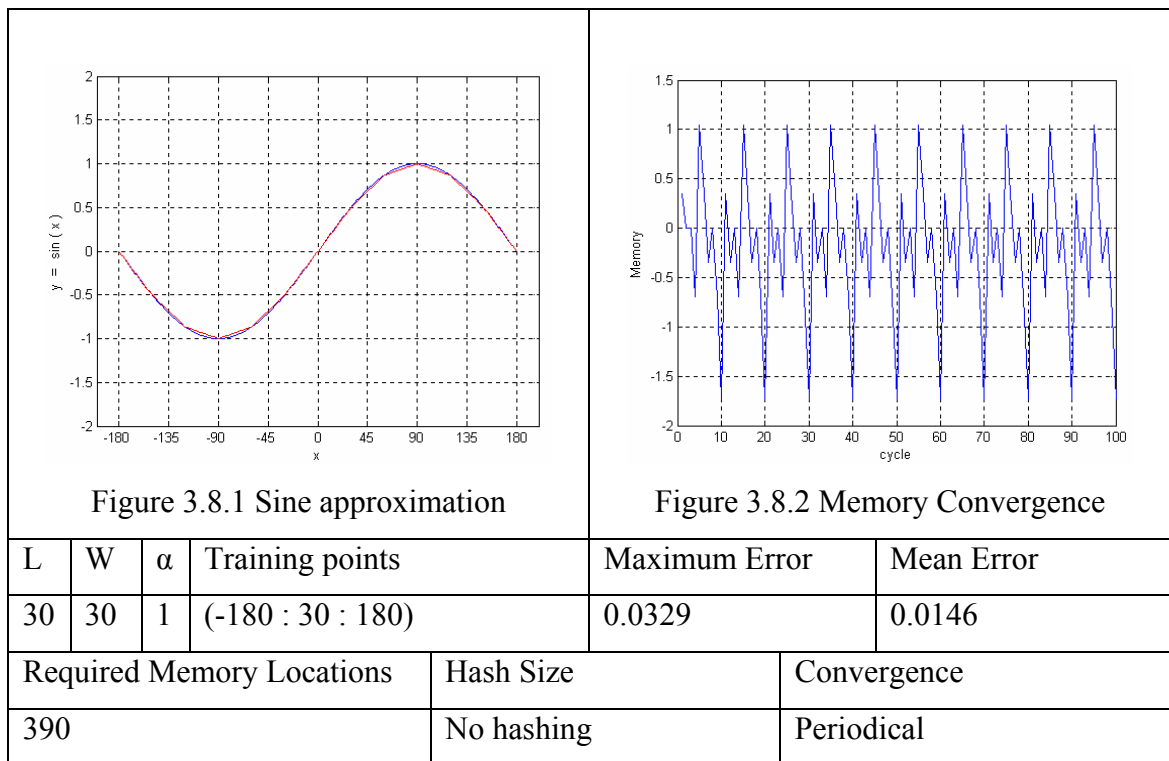 2
1.5
1
0.5
0
-0.5
-1
-1.5
-2
y = sin ( x )
-180 -135 -90 -45 0 45 90 135 180
x
Figure 3.8.1 Sine approximation
1.5
1
0.5
0
-0.5
-1
-1.5
-2
Memory
0 10 20 30 40 50 60 70 80 90 100
cycle
Figure 3.8.2 Memory Convergence
L W α Training points Maximum Error Mean Error
30 30 1 (-180 : 30 : 180) 0.0329 0.0146
Required Memory Locations Hash Size Convergence
390 No hashing Periodical